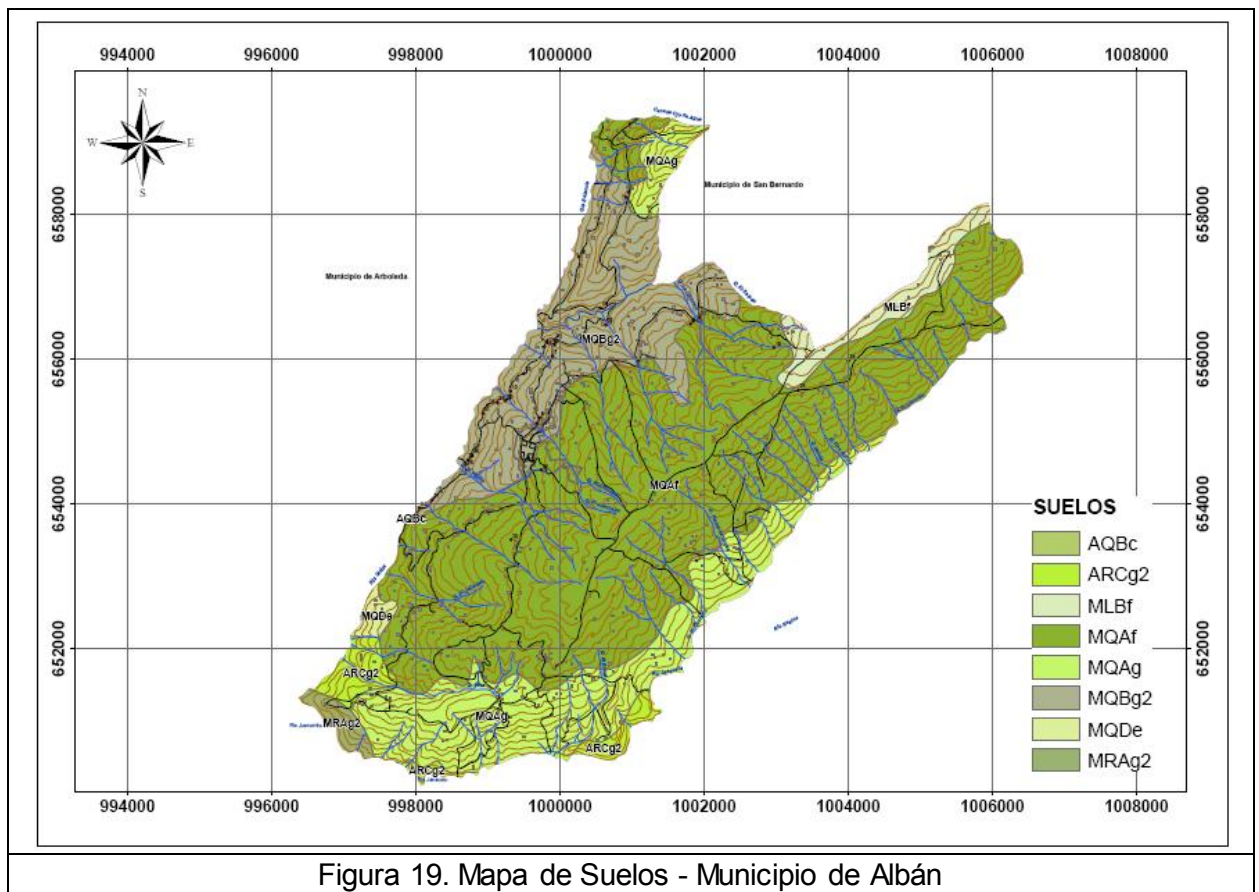 994000 996000 998000 1000000 1002000 1004000 1006000 1008000
N
W E
S
MQAg
Municipio de San Bernardo
658000 658000
Municipio de Arboleda
MLBf
MQBg2
656000 656000
MQAf
654000 654000
AQBc
SUELOS
AQBc
ARCg2
MLBf
MQAf
MQAg
MQBg2
MQDe
MRAg2
MQDe
652000 652000
ARCg2
MRAg2
MQAg
ARCg2
ARCg2
994000 996000 998000 1000000 1002000 1004000 1006000 1008000
Figura 19. Mapa de Suelos - Municipio de Albán